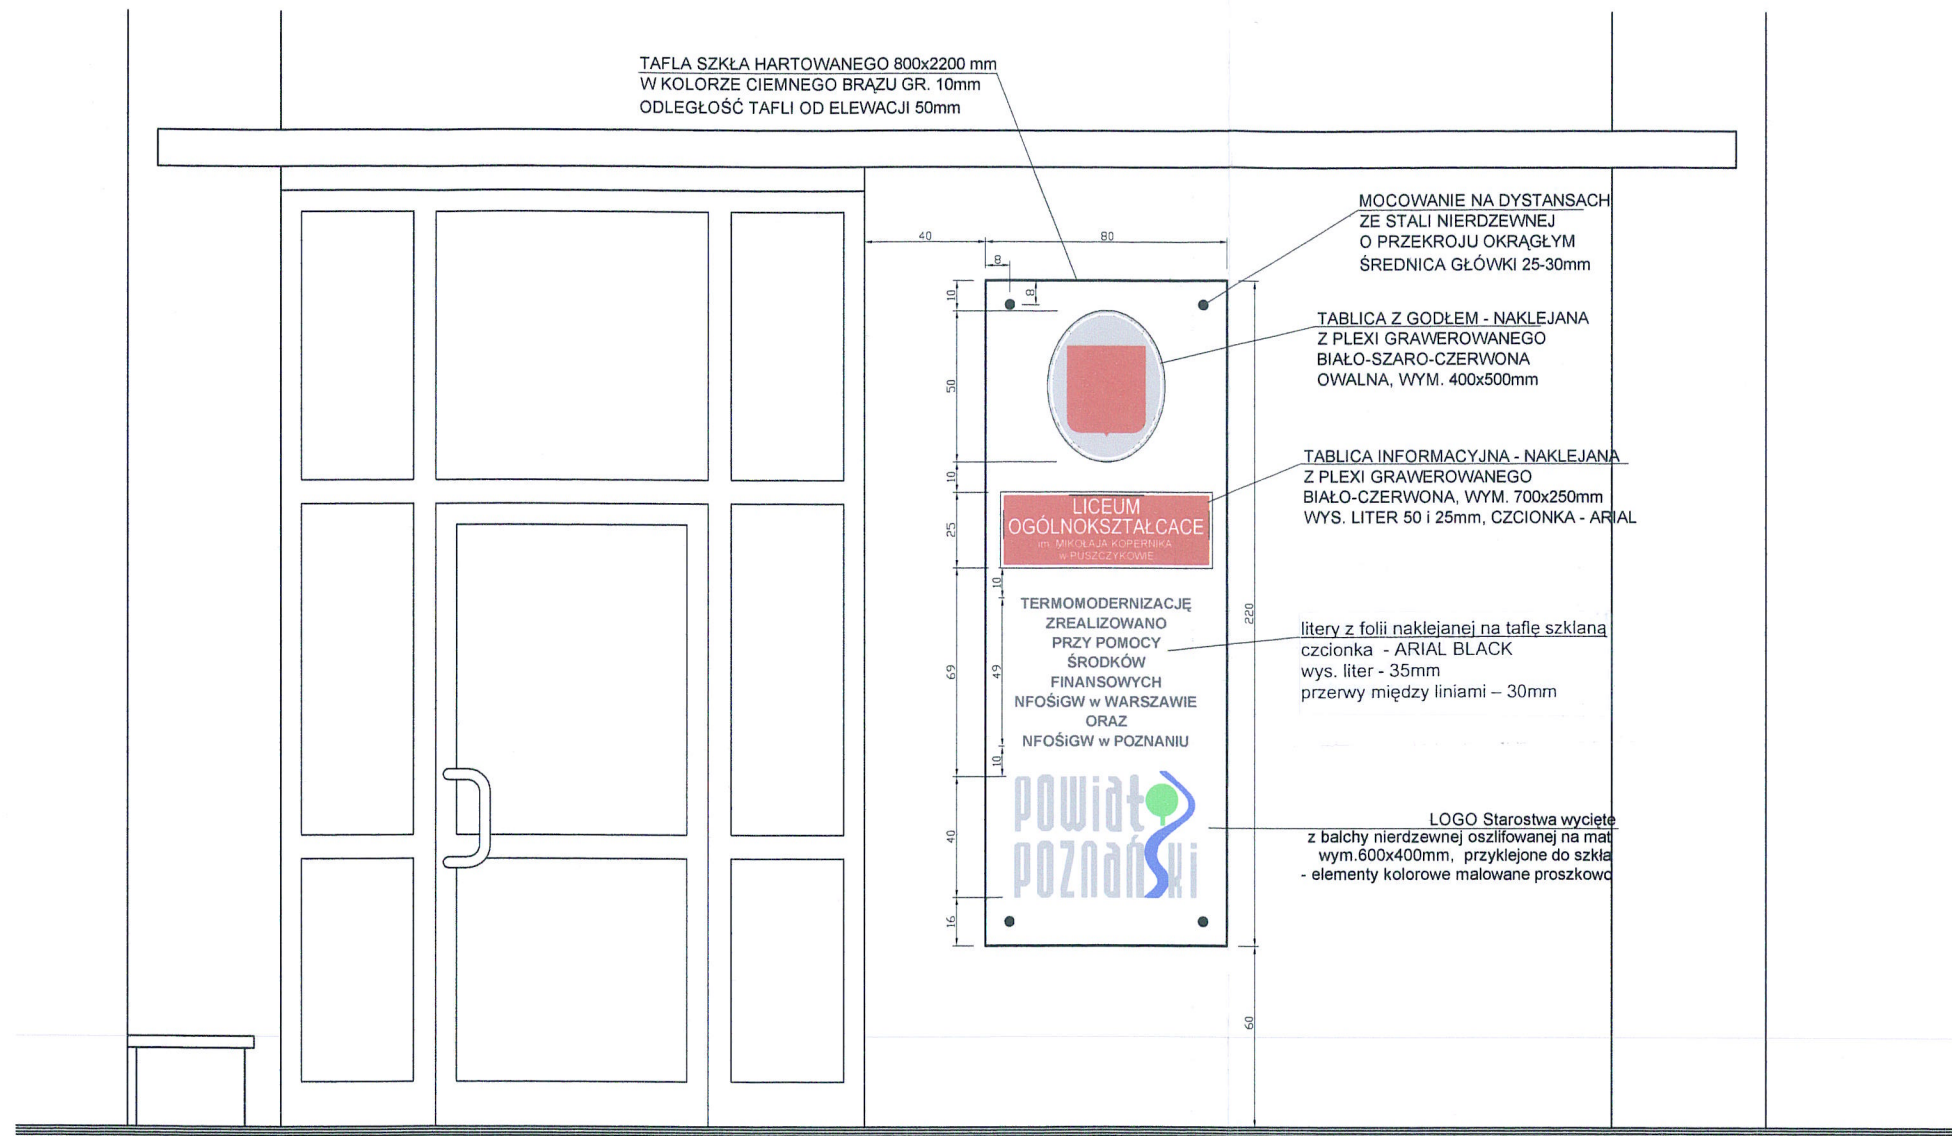 TAFLA SZKŁA HARTOWANEGO 800x2200 mm
W KOLORZE CIEMNEGO BRĄZU GR. 10mm
ODLEGŁOŚĆ TAFLI OD ELEWACJI 50mm
MOCOWANIE NA DYSTANSACH
ZE STALI NIERDZEWNEJ
O PRZEKROJU OKRĄGŁYM
ŚREDNICA GŁÓWKI 25-30mm
40
80
8
8
10
50
10
25
10
69
49
10
40
16
220
60
TABLICA Z GODŁEM - NAKLEJANA
Z PLEXI GRAWEROWANEGO
BIAŁO-SZARO-CZERWONA
OWALNA, WYM. 400x500mm
TABLICA INFORMACYJNA - NAKLEJANA
Z PLEXI GRAWEROWANEGO
BIAŁO-CZERWONA, WYM. 700x250mm
WYS. LITER 50 i 25mm, CZCIONKA - ARIAL
LICEUM
OGÓLNOKSZTAŁCACE
im. MIKOŁAJA KOPERNIKA
w PUSZCZYKOWIE
TERMOMODERNIZACJĘ
ZREALIZOWANO
PRZY POMOCY
ŚRODKÓW
FINANSOWYCH
NFOŚiGW w WARSZAWIE
ORAZ
NFOŚiGW w POZNANIU
litery z folii naklejanej na taflę szklaną
czcionka - ARIAL BLACK
wys. liter - 35mm
przerwy między liniami – 30mm
powiat
poznański
LOGO Starostwa wycięte
z balchy nierdzewnej oszlifowanej na mat
wym.600x400mm, przyklejone do szkła
- elementy kolorowe malowane proszkowo